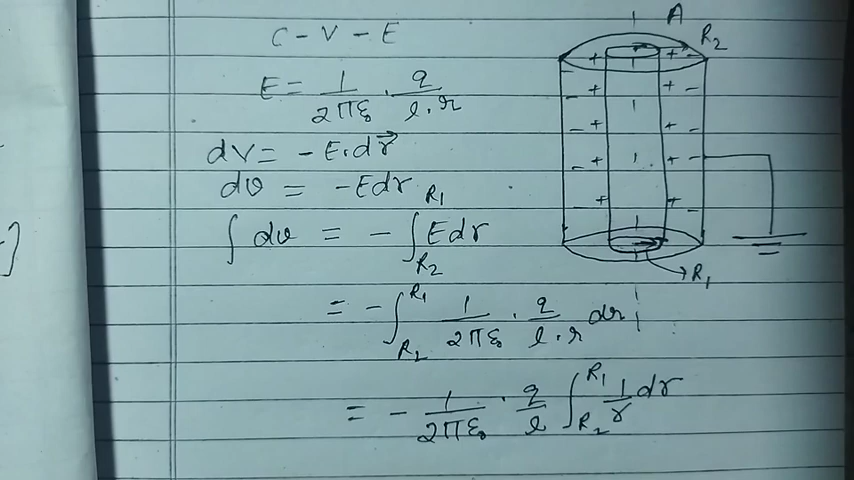 C - V - E
E = 1/2πε₀ · q/l·r
dV = - E·dr⃗
dv = - Edr
∫ dv = - ∫_{R₂}^{R₁} E dr
= - ∫_{R₂}^{R₁} 1/2πε₀ · q/l·r dr
= - 1/2πε₀ · q/l ∫_{R₂}^{R₁} 1/r dr
A
R₂
+ + -
- + + -
- + + -
- + + -
+ + -
R₁